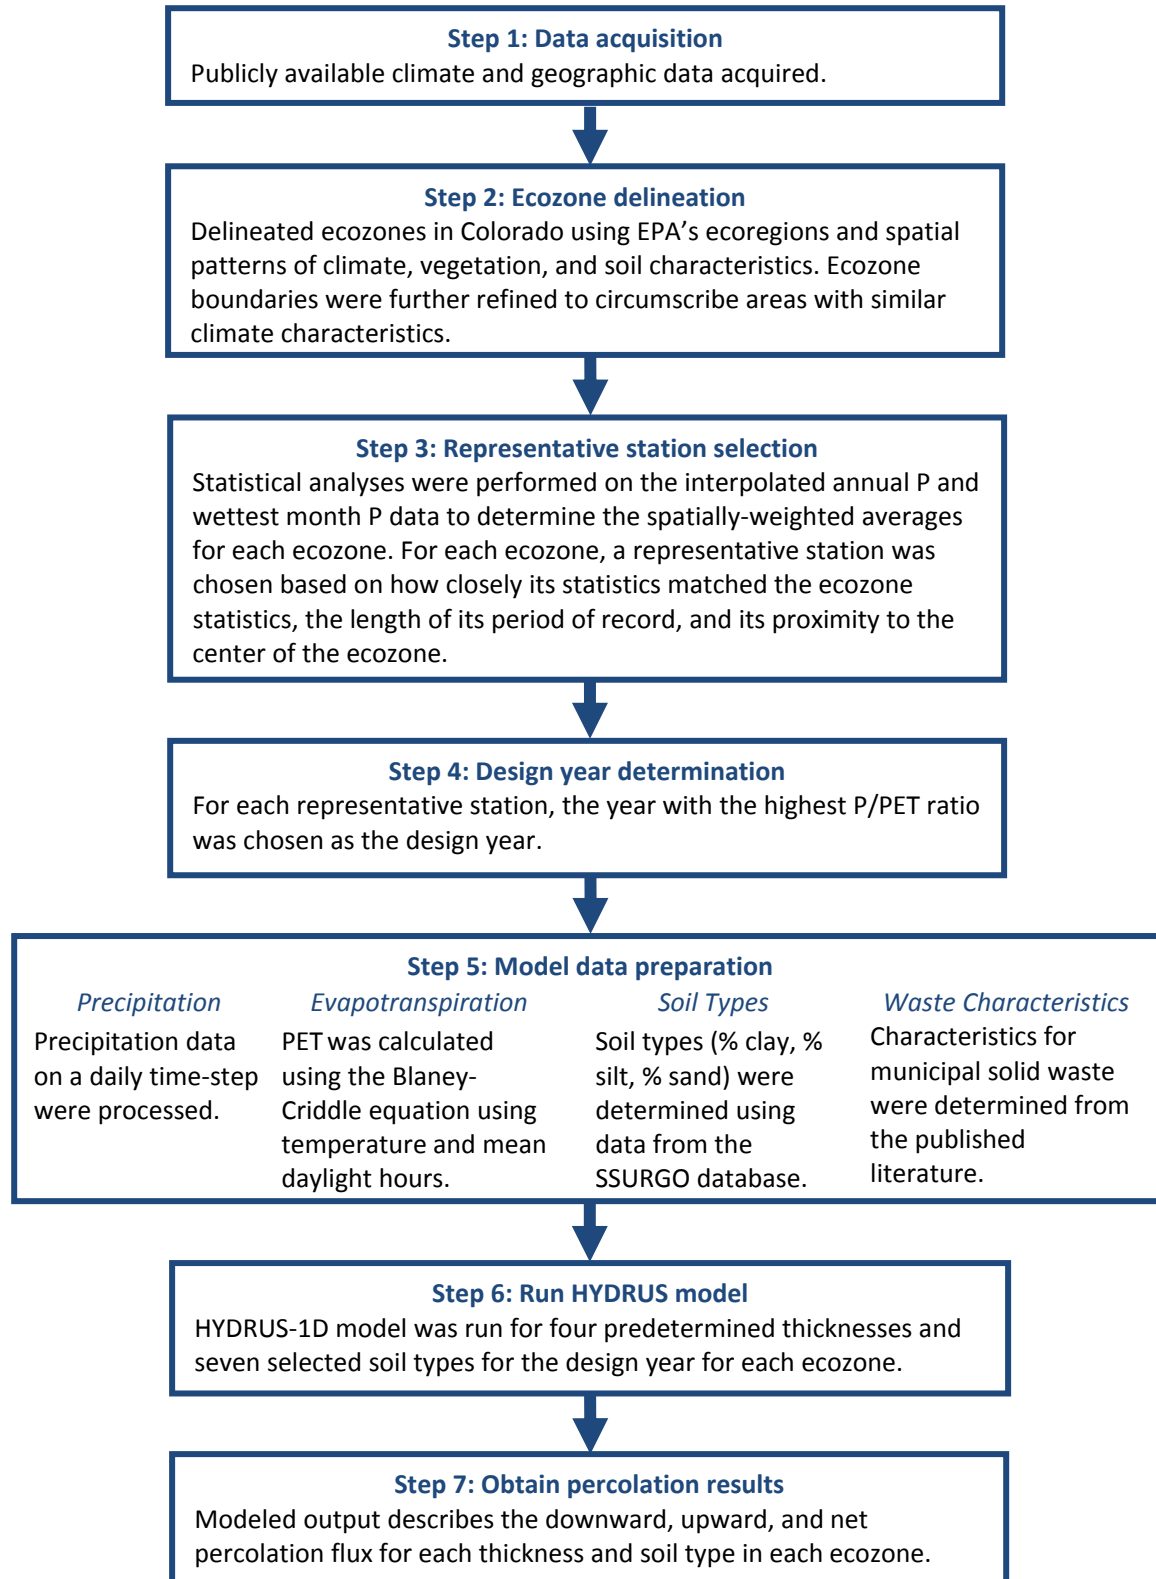 Step 1: Data acquisition
Publicly available climate and geographic data acquired.
Step 2: Ecozone delineation
Delineated ecozones in Colorado using EPA’s ecoregions and spatial
patterns of climate, vegetation, and soil characteristics. Ecozone
boundaries were further refined to circumscribe areas with similar
climate characteristics.
Step 3: Representative station selection
Statistical analyses were performed on the interpolated annual P and
wettest month P data to determine the spatially-weighted averages
for each ecozone. For each ecozone, a representative station was
chosen based on how closely its statistics matched the ecozone
statistics, the length of its period of record, and its proximity to the
center of the ecozone.
Step 4: Design year determination
For each representative station, the year with the highest P/PET ratio
was chosen as the design year.
Step 5: Model data preparation
Precipitation
Precipitation data
on a daily time-step
were processed.
Evapotranspiration
PET was calculated
using the Blaney-
Criddle equation using
temperature and mean
daylight hours.
Soil Types
Soil types (% clay, %
silt, % sand) were
determined using
data from the
SSURGO database.
Waste Characteristics
Characteristics for
municipal solid waste
were determined from
the published
literature.
Step 6: Run HYDRUS model
HYDRUS-1D model was run for four predetermined thicknesses and
seven selected soil types for the design year for each ecozone.
Step 7: Obtain percolation results
Modeled output describes the downward, upward, and net
percolation flux for each thickness and soil type in each ecozone.